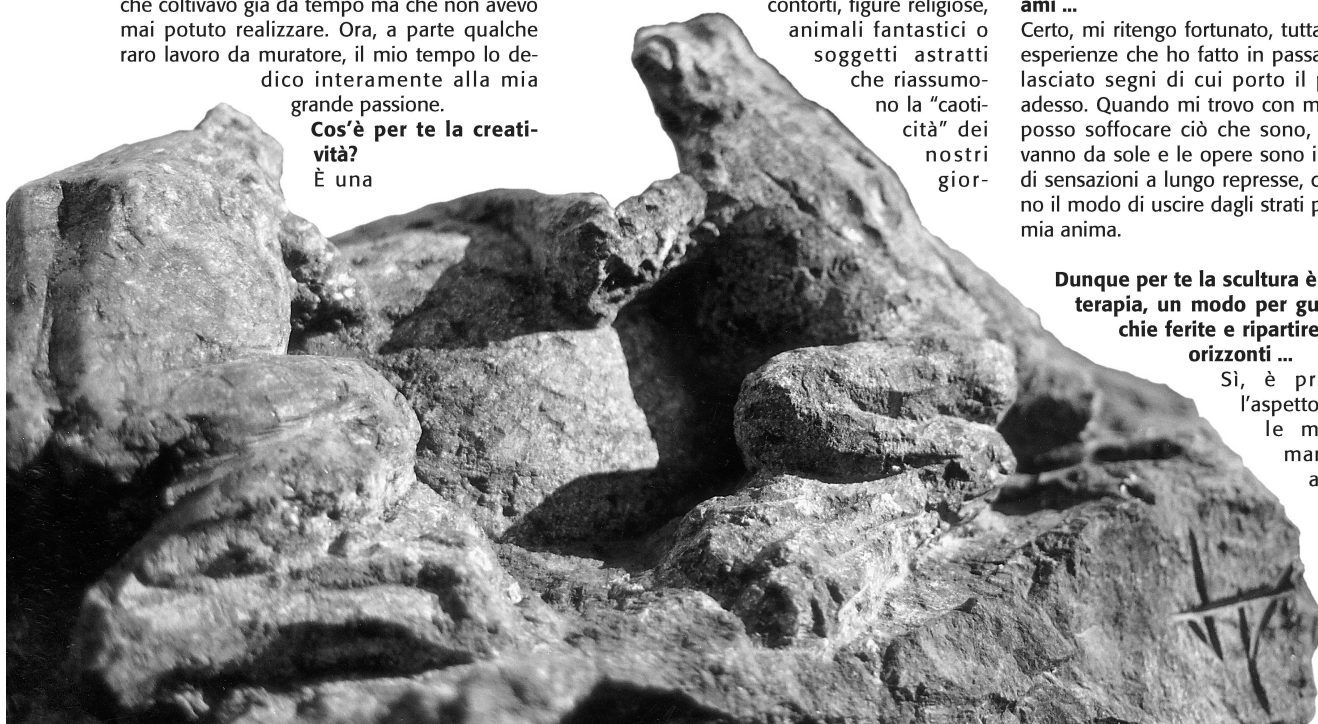 che coltivavo già da tempo ma che non avevo
mai potuto realizzare. Ora, a parte qualche
raro lavoro da muratore, il mio tempo lo de-
dico interamente alla mia
grande passione.
Cos'è per te la creati-
vità?
È una
contorti, figure religiose,
animali fantastici o
soggetti astratti
che riassumo-
no la "caoti-
cità" dei
nostri
gior-
ami ...
Certo, mi ritengo fortunato,
esperienze che ho fatto in
lasciato segni di cui porto il
adesso. Quando mi trovo con
posso soffocare ciò che sono,
vanno da sole e le opere sono
di sensazioni a lungo represse,
no il modo di uscire dagli strati
mia anima.
Dunque per te la scultura è
terapia, un modo per
chie ferite e ripartire
orizzonti ...
Sì, è
l'aspetto
le